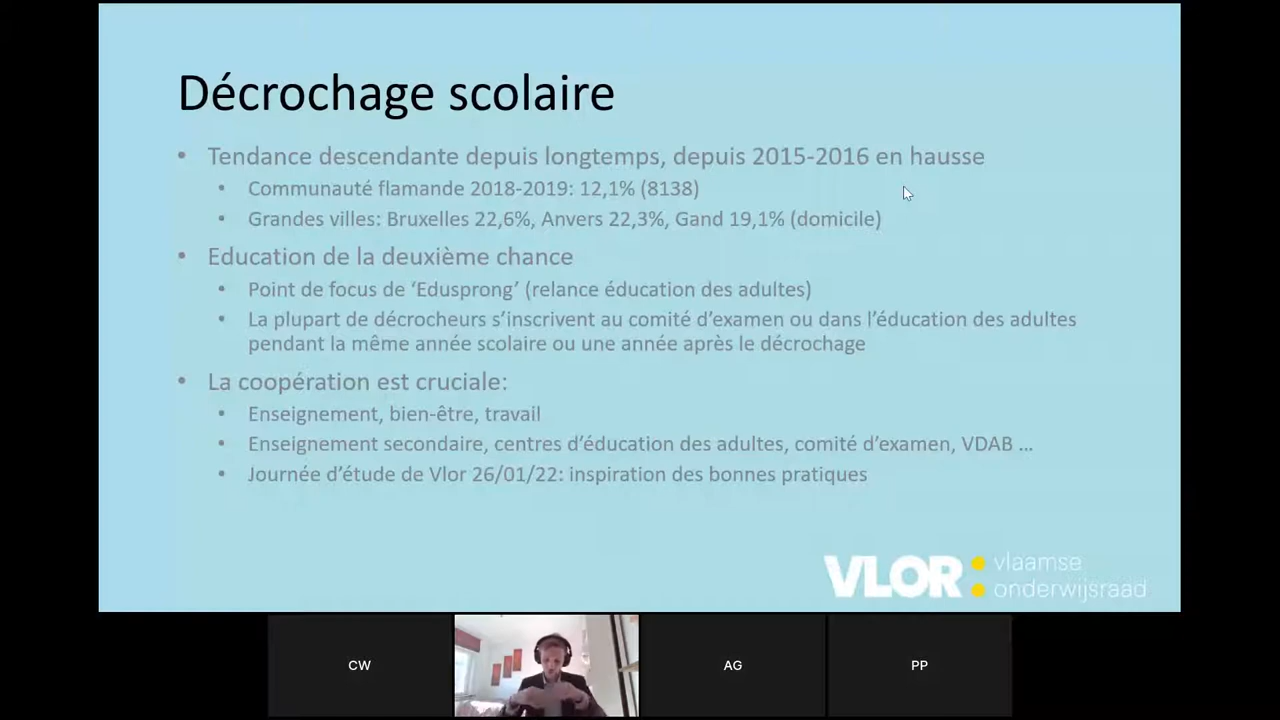 Décrochage scolaire
• Tendance descendante depuis longtemps, depuis 2015-2016 en hausse
• Communauté flamande 2018-2019: 12,1% (8138)
• Grandes villes: Bruxelles 22,6%, Anvers 22,3%, Gand 19,1% (domicile)
• Education de la deuxième chance
• Point de focus de ‘Edusprong’ (relance éducation des adultes)
• La plupart de décrocheurs s’inscrivent au comité d’examen ou dans l’éducation des adultes
pendant la même année scolaire ou une année après le décrochage
• La coopération est cruciale:
• Enseignement, bien-être, travail
• Enseignement secondaire, centres d’éducation des adultes, comité d’examen, VDAB …
• Journée d’étude de Vlor 26/01/22: inspiration des bonnes pratiques
VLOR: vlaamse
onderwijsraad
CW
AG
PP